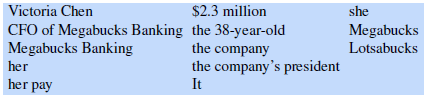 Victoria Chen $2.3 million she
CFO of Megabucks Banking the 38-year-old Megabucks
Megabucks Banking the company Lotsabucks
her the company’s president
her pay It